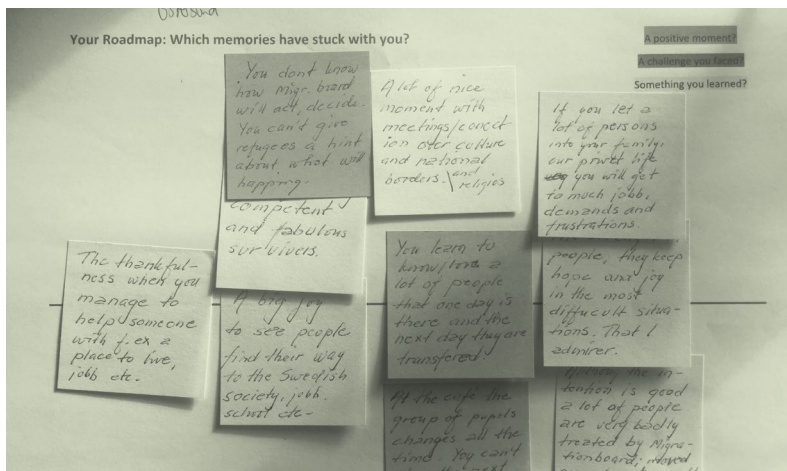 Your Roadmap: Which memories have stuck with you?
A positive moment?
A challenge you faced?
Something you learned?
You dont know
how Migr. board
will act, decide.
You can't give
refugees a hint
about what will
happing-
competent
and fabulous
survivers.
A lot of nice
moment with
meetings/conect
ion over culture
and national
borders. and
religios
If you let a
lot of persons
into your family,
our privet life
you will get
to much jobb,
demands and
frustrations.
The thankful-
ness when you
manage to
help someone
with f. ex a
place to live,
jobb etc.
A big joy
to see people
find their way
to the Swedish
society, jobb.
school etc-
You learn to
know/love a
lot of people
that one day is
there and the
next day they are
transfered.
people, they keep
hope and joy
in the most
diffucult situa-
tions. That I
admirer.
At the café the
group of pupils
changes all the
time. You can't
the in-
tention is good
a lot of people
are very badly
treated by Migra-
tionboard; moved